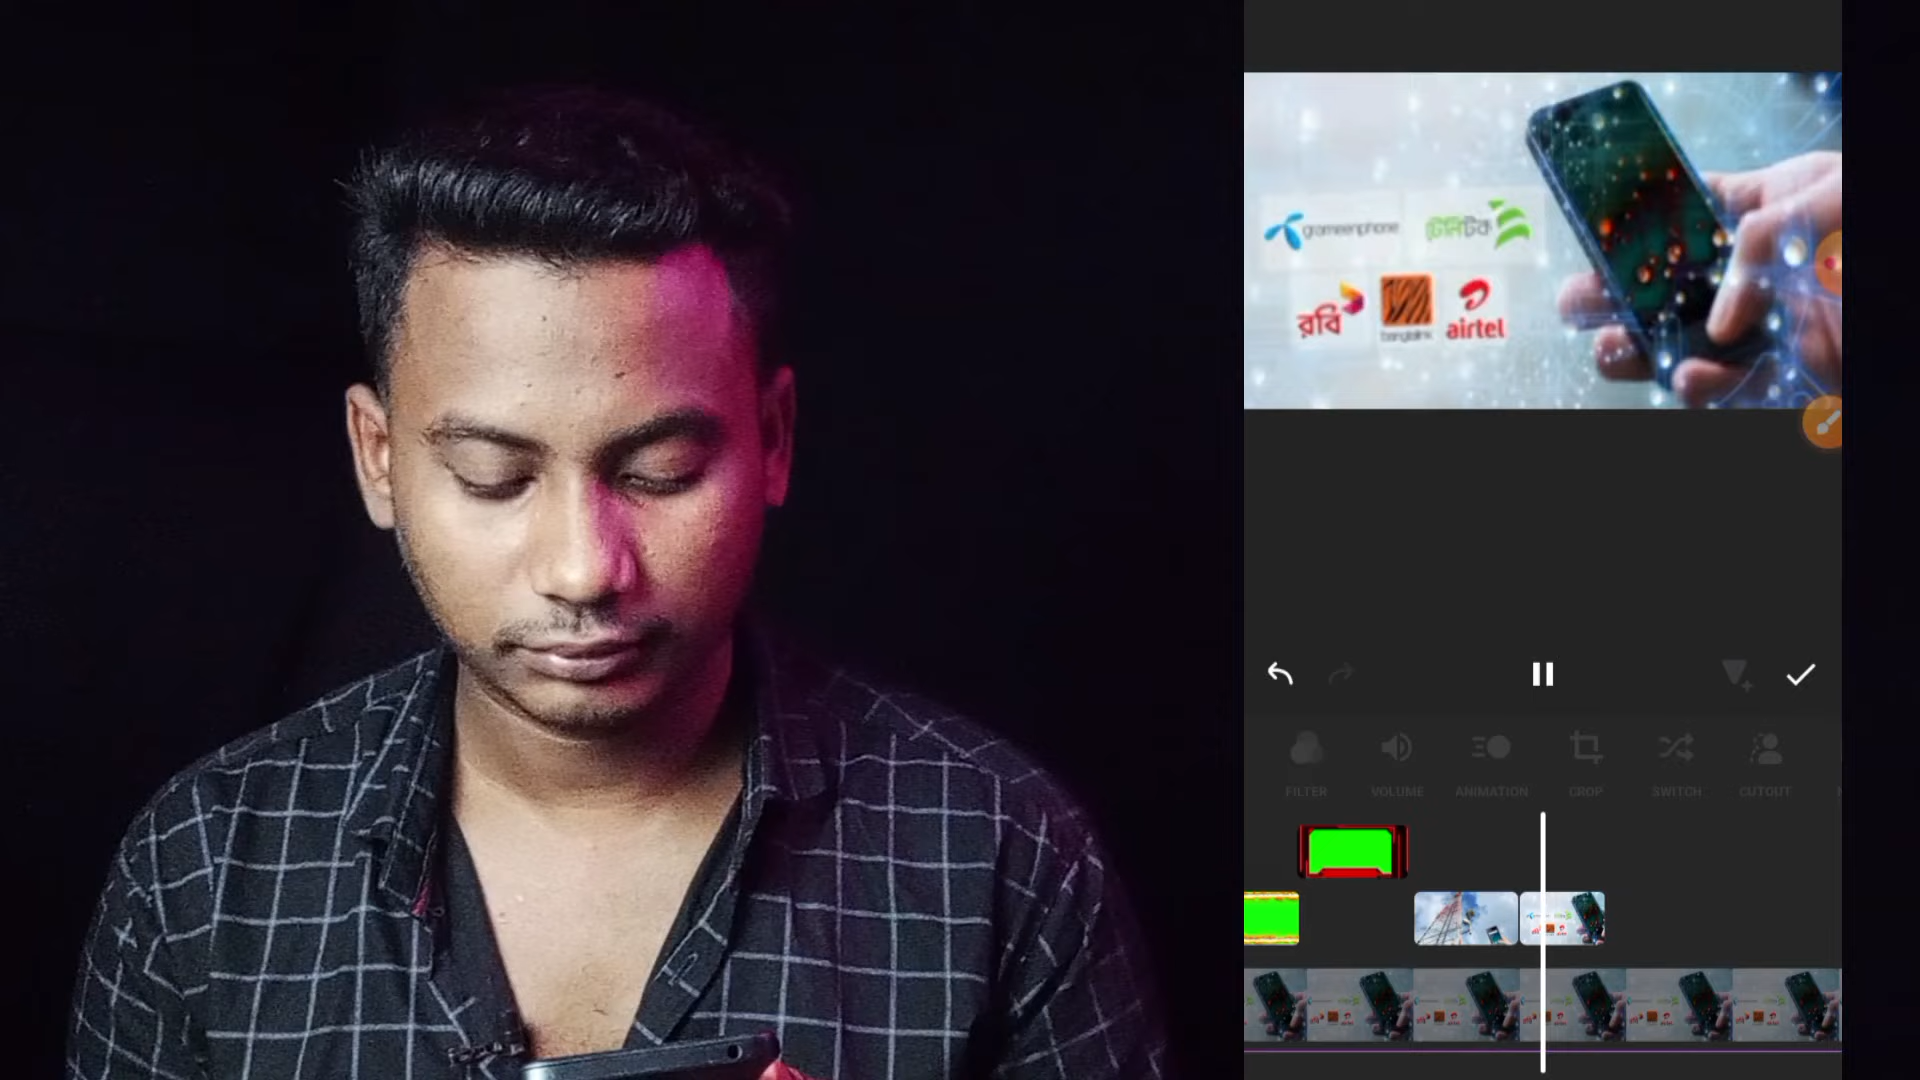 grameenphone
টেলিটক
রবি
banglalink
airtel
FILTER
VOLUME
ANIMATION
CROP
SWITCH
CUTOUT